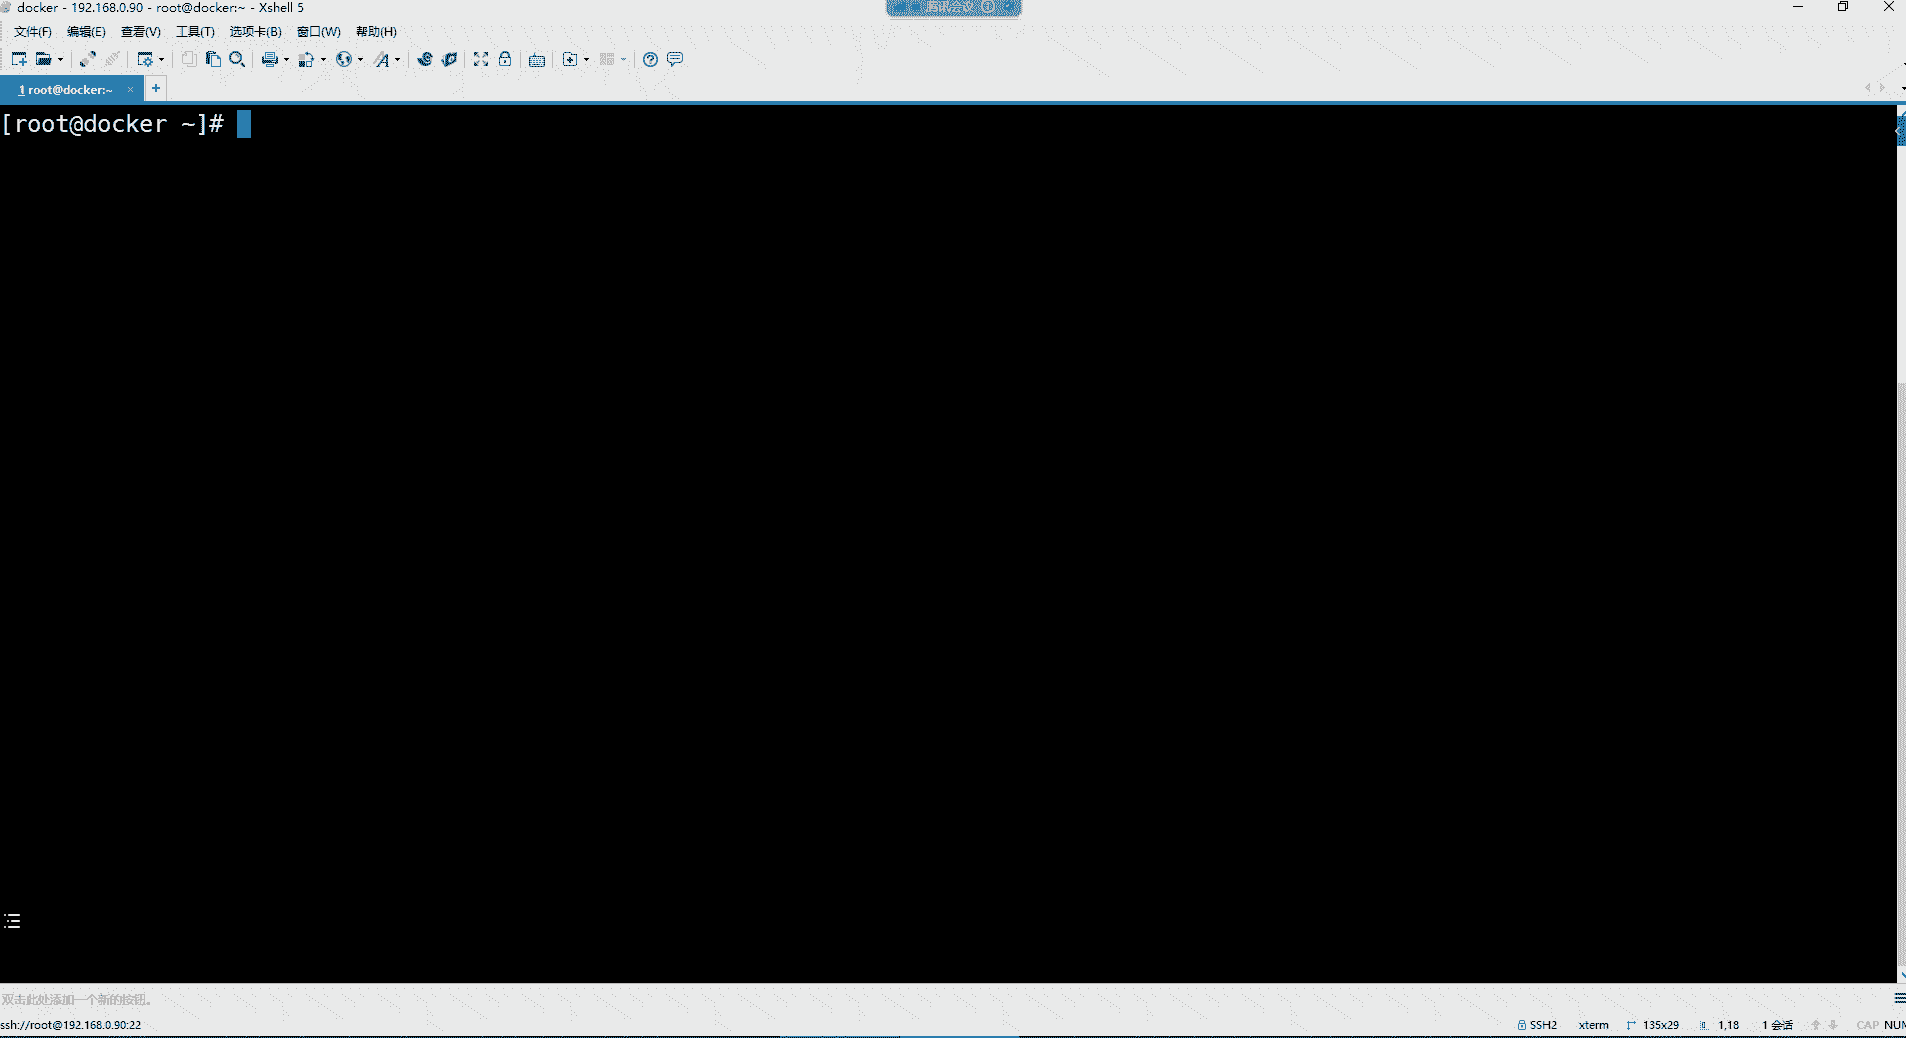 docker - 192.168.0.90 - root@docker:~ - Xshell 5
腾讯会议
文件(F) 编辑(E) 查看(V) 工具(T) 选项卡(B) 窗口(W) 帮助(H)
1 root@docker:~ × +
[root@docker ~]#
双击此处添加一个新的按钮。
ssh://root@192.168.0.90:22 SSH2 xterm 135x29 1,18 1 会话 CAP NUM